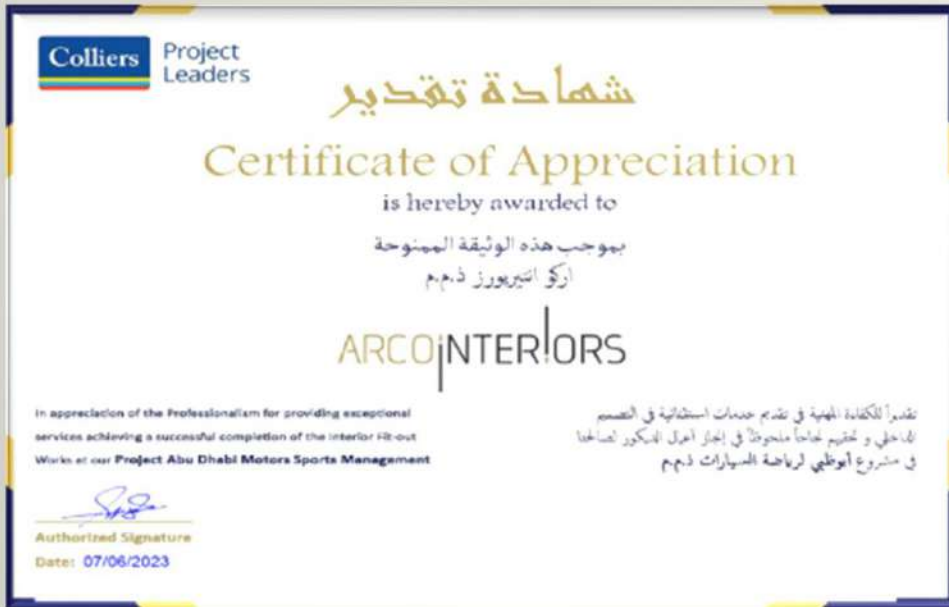 Colliers
Project
Leaders
شهادة تقدير
Certificate of Appreciation
is hereby awarded to
بموجب هذه الوثيقة الممنوحة
اركو انتيريورز ذ.م.م
ARCO INTERIORS
In appreciation of the Professionalism for providing exceptional
services achieving a successful completion of the Interior Fit-out
Works at our Project Abu Dhabi Motors Sports Management
تقديراً للكفاءة المهنية في تقديم خدمات استثنائية في التصميم
الداخلي و نجاحاً ملحوظاً في إنجاز أعمال الديكور لصالحنا
في مشروع أبوظبي لرياضة السيارات ذ.م.م
Authorized Signature
Date: 07/06/2023